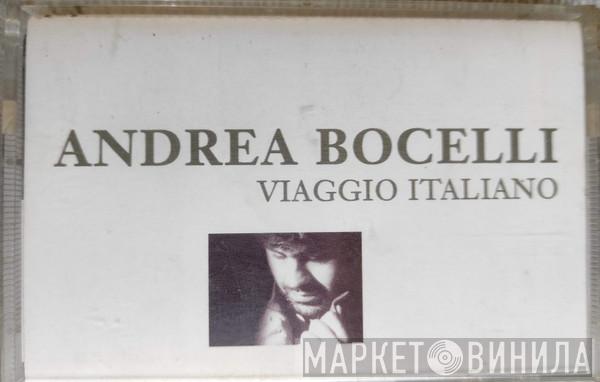 ANDREA BOCELLI
VIAGGIO ITALIANO
МАРКЕТ ВИНИЛА